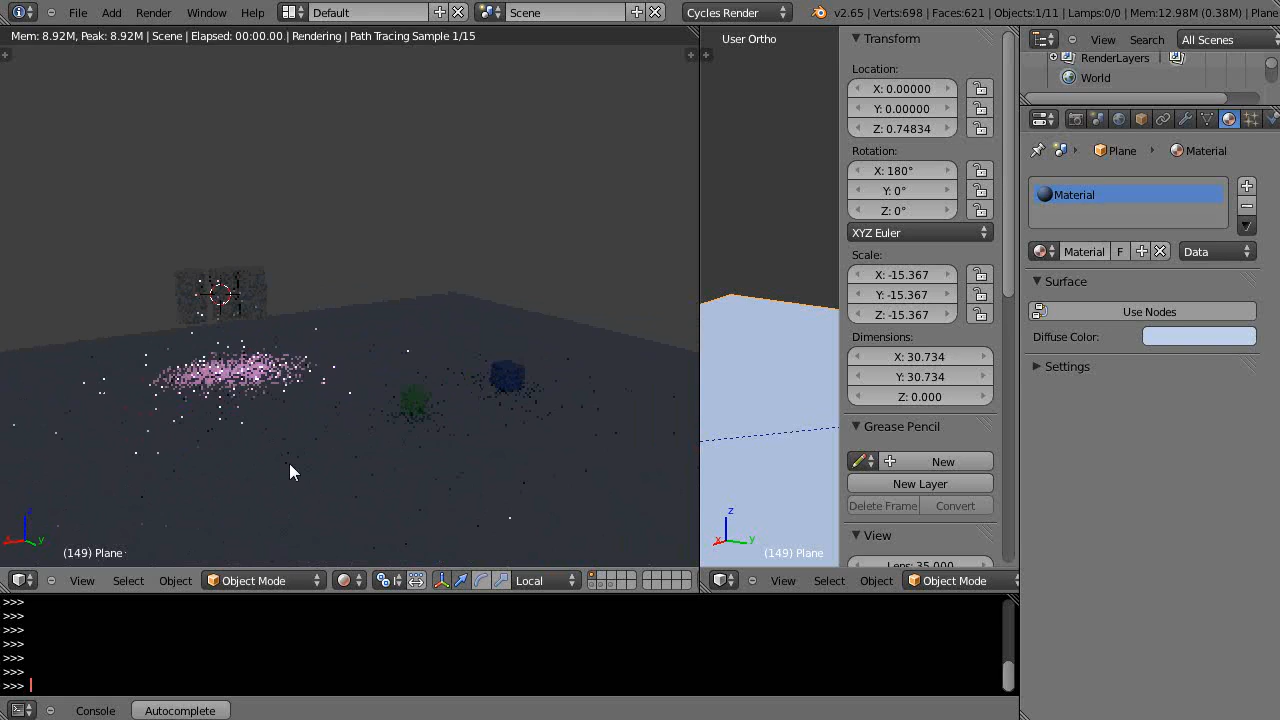 File Add Render Window Help Default Scene Cycles Render v2.65 | Verts:698 | Faces:621 | Objects:1/11 | Lamps:0/0 | Mem:12.98M (0.38M) | Plane
Mem: 8.92M, Peak: 8.92M | Scene | Elapsed: 00:00.00 | Rendering | Path Tracing Sample 1/15
User Ortho
Transform
Location:
X: 0.00000
Y: 0.00000
Z: 0.74834
Rotation:
X: 180°
Y: 0°
Z: 0°
XYZ Euler
Scale:
X: -15.367
Y: -15.367
Z: -15.367
Dimensions:
X: 30.734
Y: 30.734
Z: 0.000
Grease Pencil
New
New Layer
Delete Frame Convert
View
Lens: 35.000
View Search All Scenes
RenderLayers
World
Plane Material
Material
Material F Data
Surface
Use Nodes
Diffuse Color:
Settings
z
x y
(149) Plane
z
x y
(149) Plane
View Select Object Object Mode Local
View Select Object Object Mode
>>>
>>>
>>>
>>>
>>>
>>>
>>>
Console Autocomplete